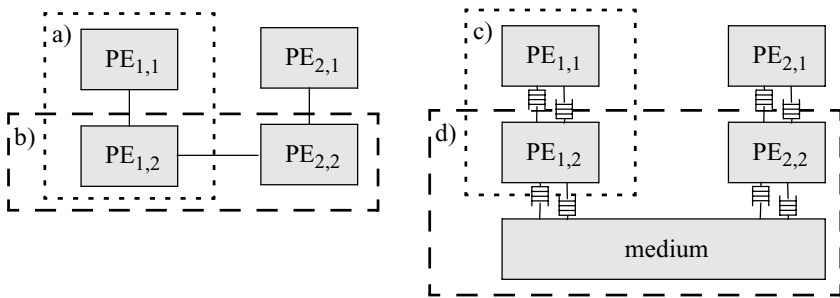 a)
PE1,1
PE2,1
b)
PE1,2
PE2,2
c)
PE1,1
PE2,1
d)
PE1,2
PE2,2
medium